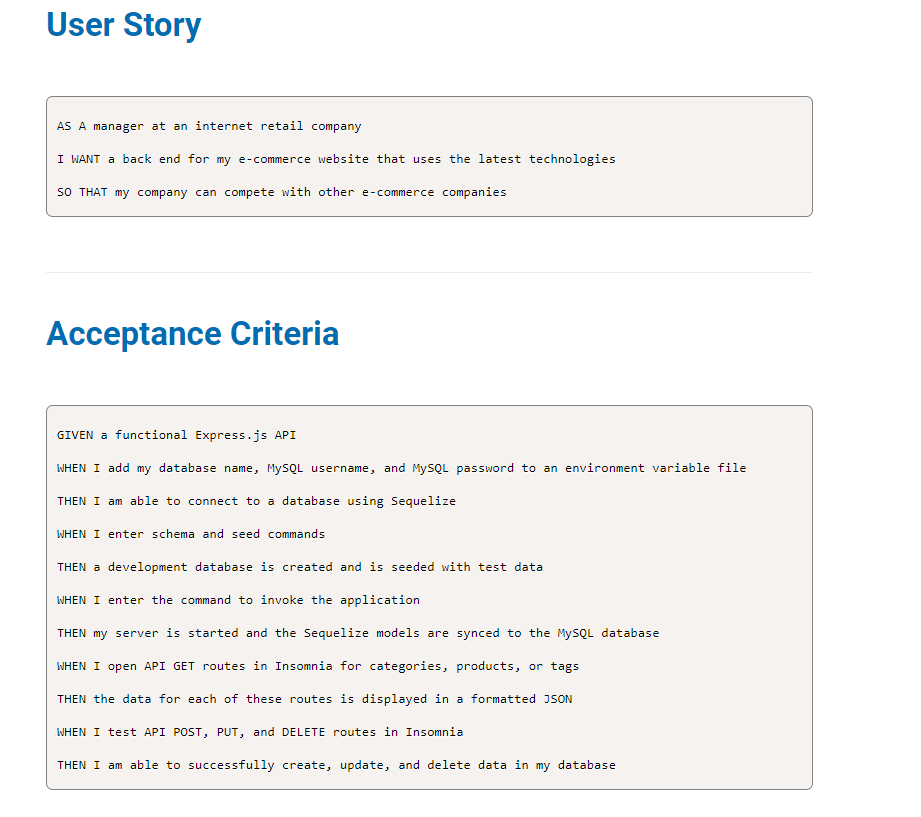 User Story
AS A manager at an internet retail company
I WANT a back end for my e-commerce website that uses the latest technologies
SO THAT my company can compete with other e-commerce companies
Acceptance Criteria
GIVEN a functional Express.js API
WHEN I add my database name, MySQL username, and MySQL password to an environment variable file
THEN I am able to connect to a database using Sequelize
WHEN I enter schema and seed commands
THEN a development database is created and is seeded with test data
WHEN I enter the command to invoke the application
THEN my server is started and the Sequelize models are synced to the MySQL database
WHEN I open API GET routes in Insomnia for categories, products, or tags
THEN the data for each of these routes is displayed in a formatted JSON
WHEN I test API POST, PUT, and DELETE routes in Insomnia
THEN I am able to successfully create, update, and delete data in my database